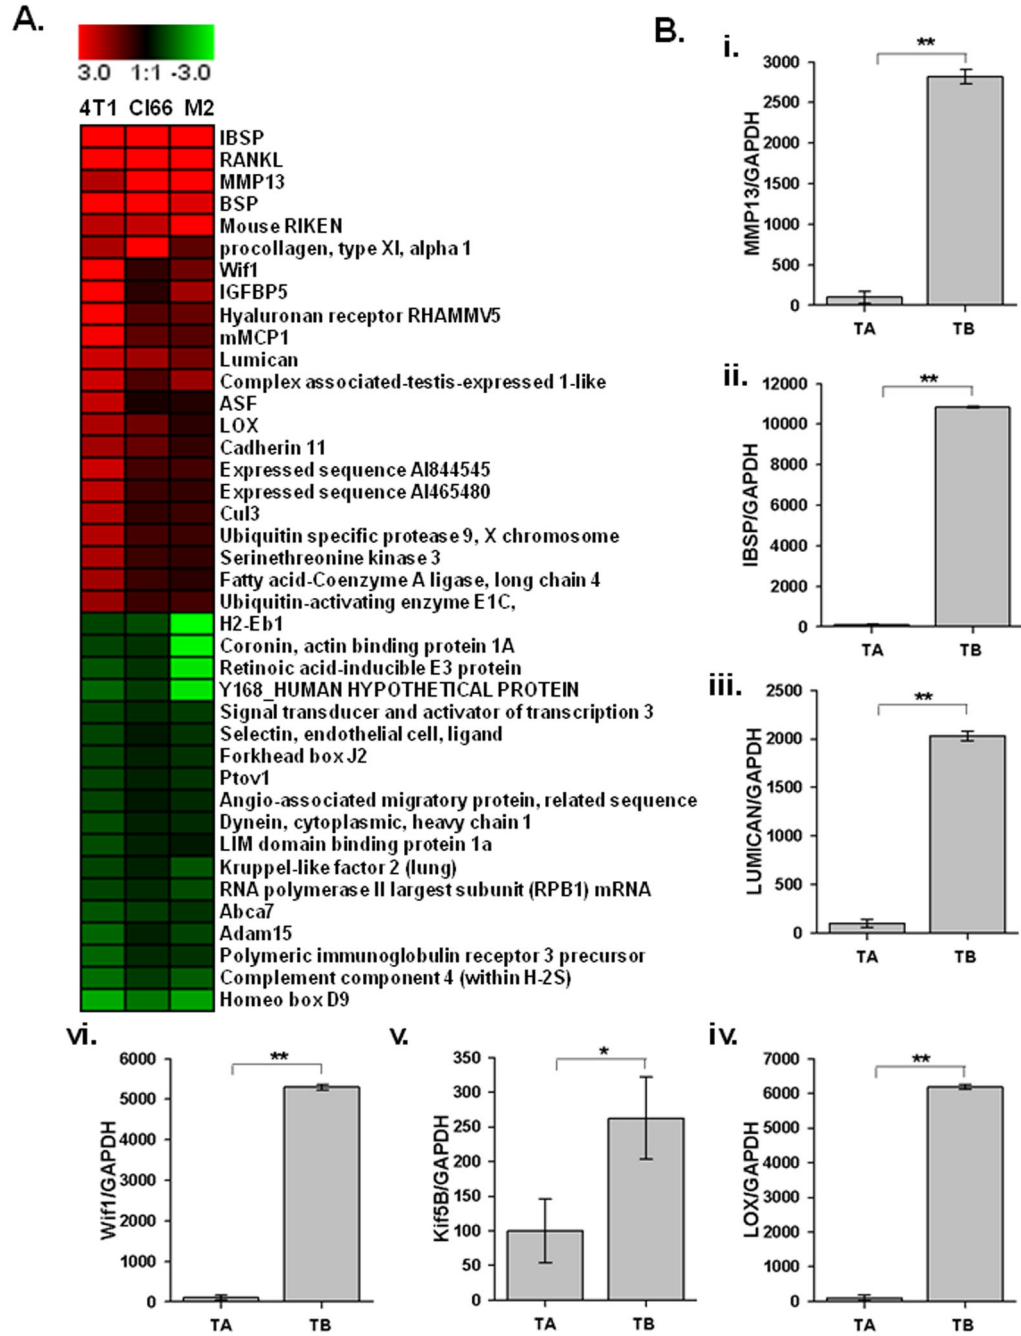 A.
3.0 1:1 -3.0
4T1 Cl66 M2
IBSP
RANKL
MMP13
BSP
Mouse RIKEN
procollagen, type XI, alpha 1
Wif1
IGFBP5
Hyaluronan receptor RHAMMV5
mMCP1
Lumican
Complex associated-testis-expressed 1-like
ASF
LOX
Cadherin 11
Expressed sequence AI844545
Expressed sequence AI465480
Cul3
Ubiquitin specific protease 9, X chromosome
Serinethreonine kinase 3
Fatty acid-Coenzyme A ligase, long chain 4
Ubiquitin-activating enzyme E1C,
H2-Eb1
Coronin, actin binding protein 1A
Retinoic acid-inducible E3 protein
Y168_HUMAN HYPOTHETICAL PROTEIN
Signal transducer and activator of transcription 3
Selectin, endothelial cell, ligand
Forkhead box J2
Ptov1
Angio-associated migratory protein, related sequence
Dynein, cytoplasmic, heavy chain 1
LIM domain binding protein 1a
Kruppel-like factor 2 (lung)
RNA polymerase II largest subunit (RPB1) mRNA
Abca7
Adam15
Polymeric immunoglobulin receptor 3 precursor
Complement component 4 (within H-2S)
Homeo box D9
B.
i.
**
MMP13/GAPDH
3000
2500
2000
1500
1000
500
0
TA TB
ii.
**
IBSP/GAPDH
12000
10000
8000
6000
4000
2000
0
TA TB
iii.
**
LUMICAN/GAPDH
2500
2000
1500
1000
500
0
TA TB
vi.
**
Wif1/GAPDH
6000
5000
4000
3000
2000
1000
0
TA TB
v.
*
Kif5B/GAPDH
350
300
250
200
150
100
50
0
TA TB
iv.
**
LOX/GAPDH
7000
6000
5000
4000
3000
2000
1000
0
TA TB